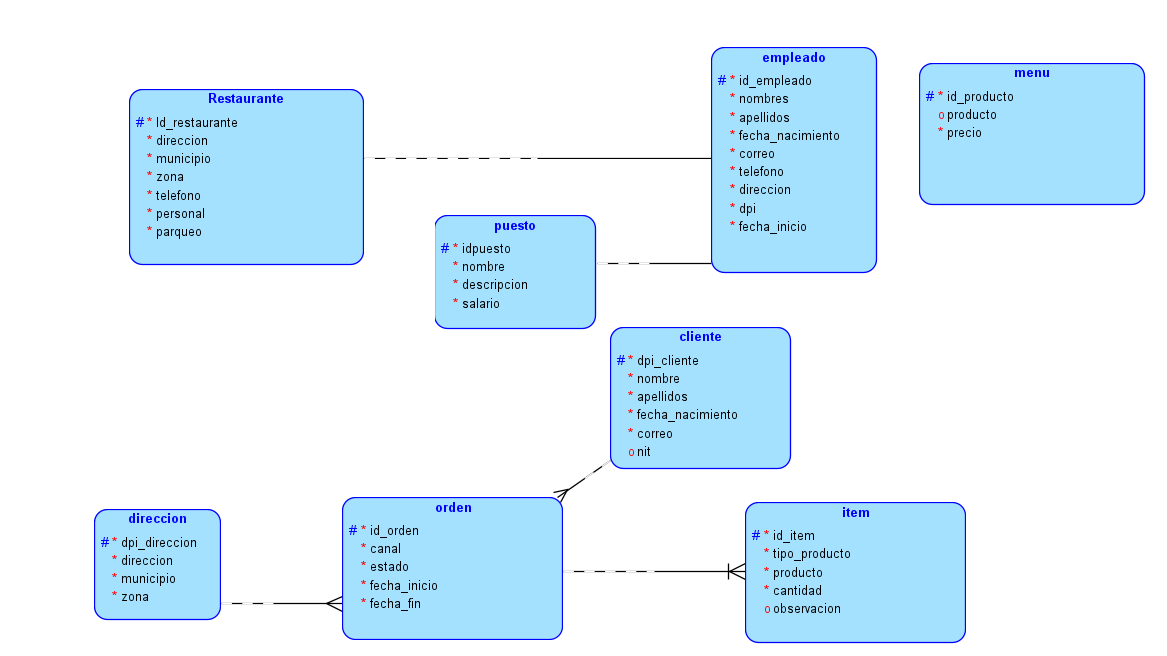 Restaurante
# * Id_restaurante
* direccion
* municipio
* zona
* telefono
* personal
* parqueo
empleado
# * id_empleado
* nombres
* apellidos
* fecha_nacimiento
* correo
* telefono
* direccion
* dpi
* fecha_inicio
menu
# * id_producto
o producto
* precio
puesto
# * idpuesto
* nombre
* descripcion
* salario
cliente
# * dpi_cliente
* nombre
* apellidos
* fecha_nacimiento
* correo
o nit
direccion
# * dpi_direccion
* direccion
* municipio
* zona
orden
# * id_orden
* canal
* estado
* fecha_inicio
* fecha_fin
item
# * id_item
* tipo_producto
* producto
* cantidad
o observacion